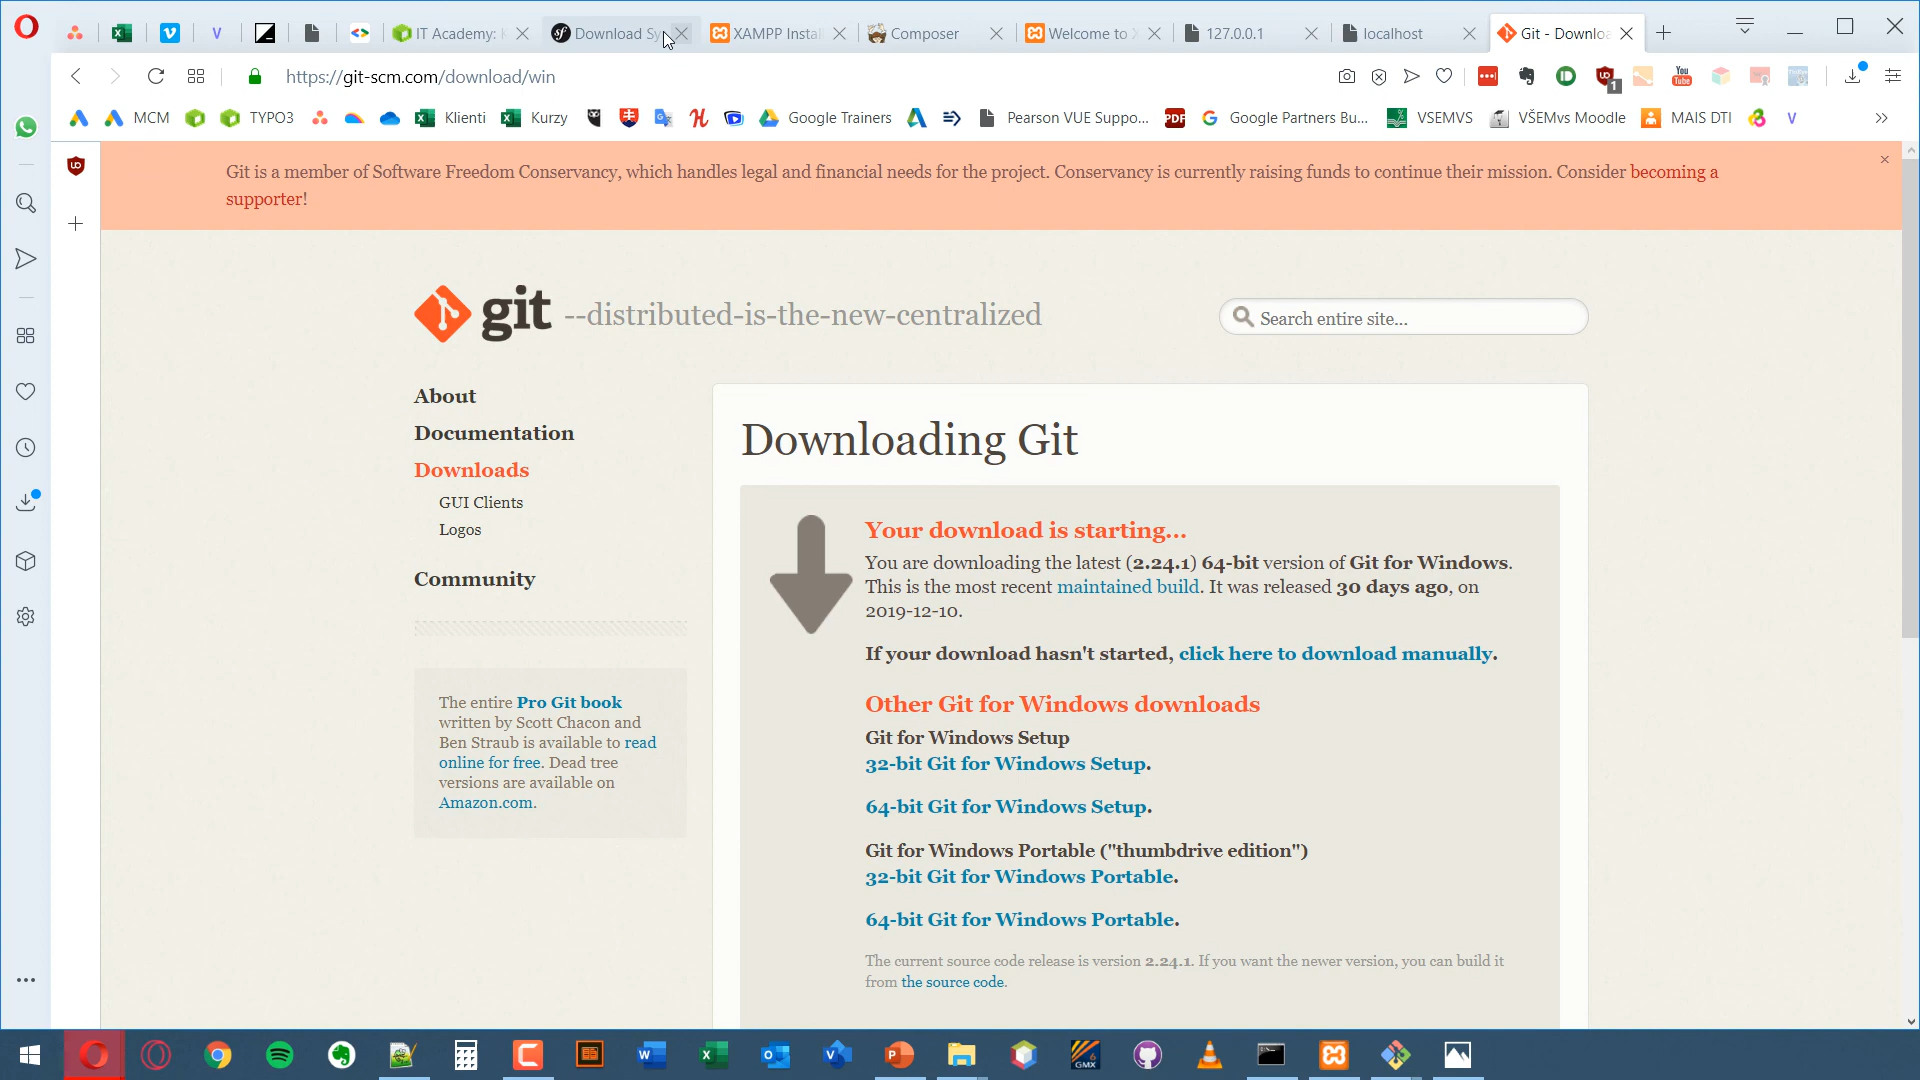 IT Academy:
Download Sy
XAMPP Instal
Composer
Welcome to X
127.0.0.1
localhost
Git - Downloa
https://git-scm.com/download/win
1
You
Tube
MCM
TYPO3
Klienti
Kurzy
Google Trainers
Pearson VUE Suppo...
PDF
Google Partners Bu...
VSEMVS
VŠEMvs Moodle
MAIS DTI
Git is a member of Software Freedom Conservancy, which handles legal and financial needs for the project. Conservancy is currently raising funds to continue their mission. Consider becoming a
supporter!
git --distributed-is-the-new-centralized
Search entire site...
About
Documentation
Downloads
GUI Clients
Logos
Community
The entire Pro Git book
written by Scott Chacon and
Ben Straub is available to read
online for free. Dead tree
versions are available on
Amazon.com.
Downloading Git
Your download is starting...
You are downloading the latest (2.24.1) 64-bit version of Git for Windows.
This is the most recent maintained build. It was released 30 days ago, on
2019-12-10.
If your download hasn't started, click here to download manually.
Other Git for Windows downloads
Git for Windows Setup
32-bit Git for Windows Setup.
64-bit Git for Windows Setup.
Git for Windows Portable ("thumbdrive edition")
32-bit Git for Windows Portable.
64-bit Git for Windows Portable.
The current source code release is version 2.24.1. If you want the newer version, you can build it
from the source code.
GMX